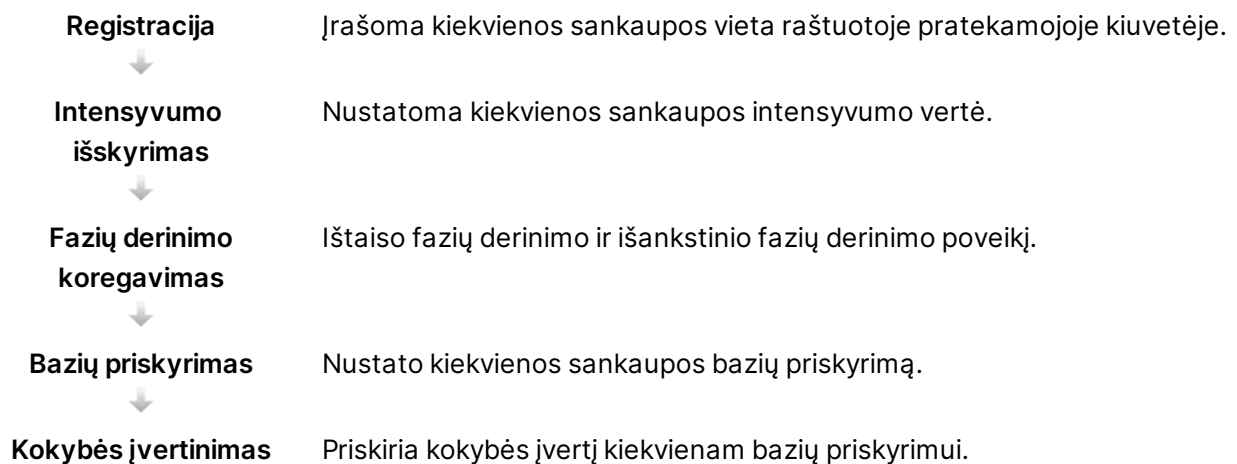 Registracija Įrašoma kiekvienos sankaupos vieta raštuotoje pratekamojoje kiuvetėje.
Intensyvumo Nustatoma kiekvienos sankaupos intensyvumo vertė.
išskyrimas
Fazių derinimo Ištaiso fazių derinimo ir išankstinio fazių derinimo poveikį.
koregavimas
Bazių priskyrimas Nustato kiekvienos sankaupos bazių priskyrimą.
Kokybės įvertinimas Priskiria kokybės įvertį kiekvienam bazių priskyrimui.